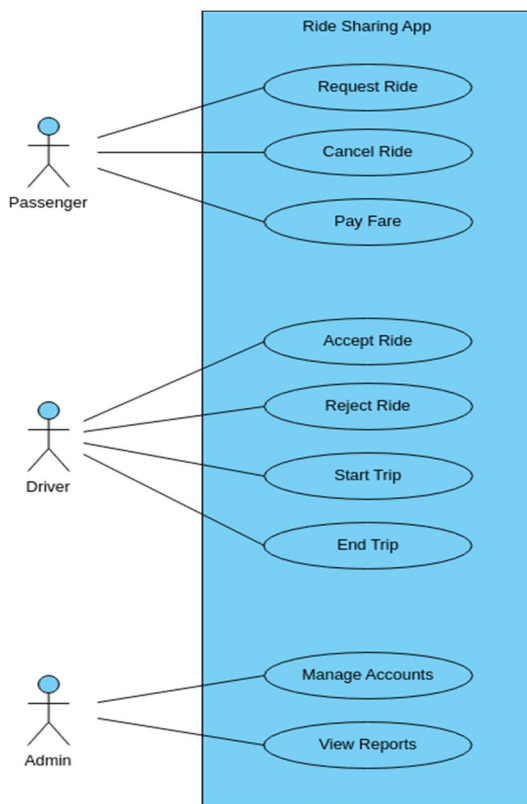 Ride Sharing App
Request Ride
Cancel Ride
Passenger
Pay Fare
Accept Ride
Reject Ride
Start Trip
Driver
End Trip
Manage Accounts
View Reports
Admin